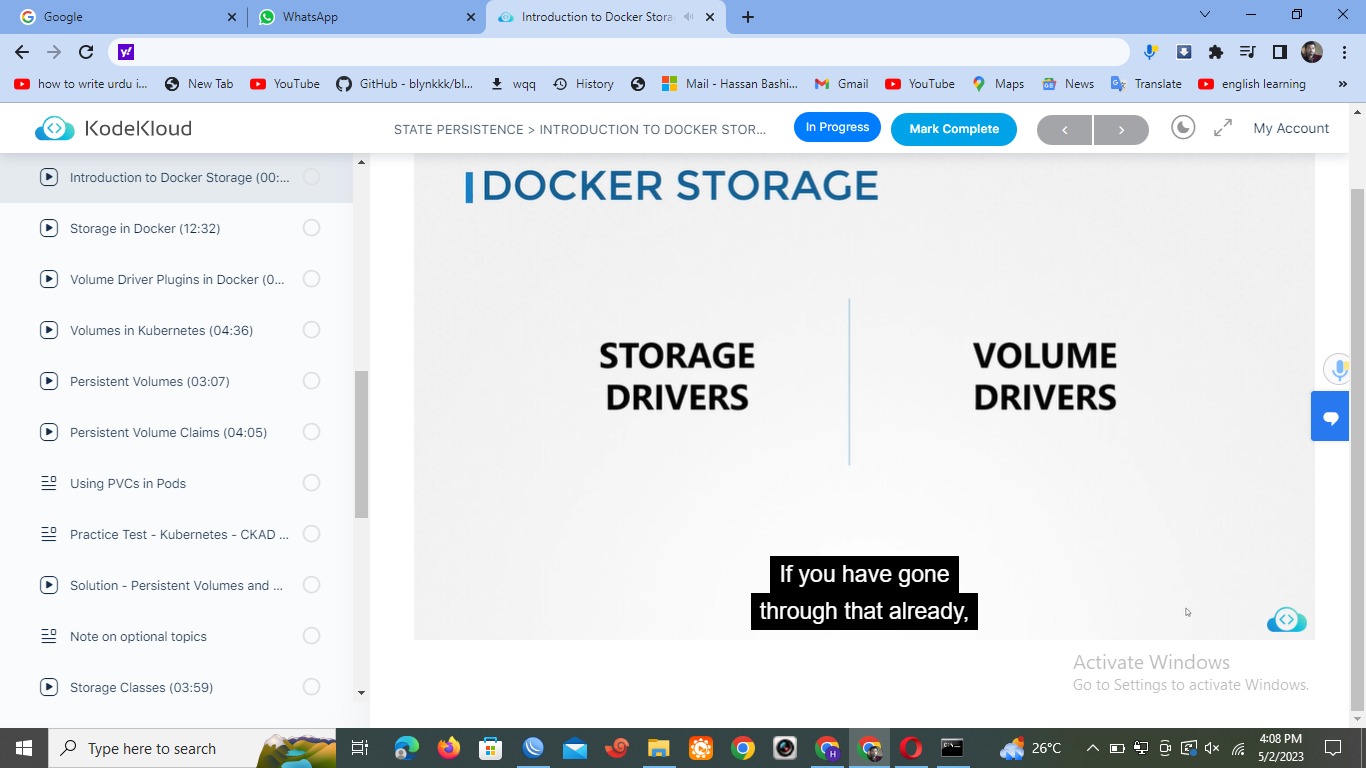 Google
WhatsApp
Introduction to Docker Stora
how to write urdu i...
New Tab
YouTube
GitHub - blynkkk/bl...
wqq
History
Mail - Hassan Bashi...
Gmail
YouTube
Maps
News
Translate
english learning
»
KodeKloud
STATE PERSISTENCE > INTRODUCTION TO DOCKER STOR...
In Progress
Mark Complete
My Account
Introduction to Docker Storage (00:...
Storage in Docker (12:32)
Volume Driver Plugins in Docker (0...
Volumes in Kubernetes (04:36)
Persistent Volumes (03:07)
Persistent Volume Claims (04:05)
Using PVCs in Pods
Practice Test - Kubernetes - CKAD ...
Solution - Persistent Volumes and ...
Note on optional topics
Storage Classes (03:59)
DOCKER STORAGE
STORAGE
DRIVERS
VOLUME
DRIVERS
If you have gone
through that already,
Activate Windows
Go to Settings to activate Windows.
Type here to search
26°C
4:08 PM
5/2/2023